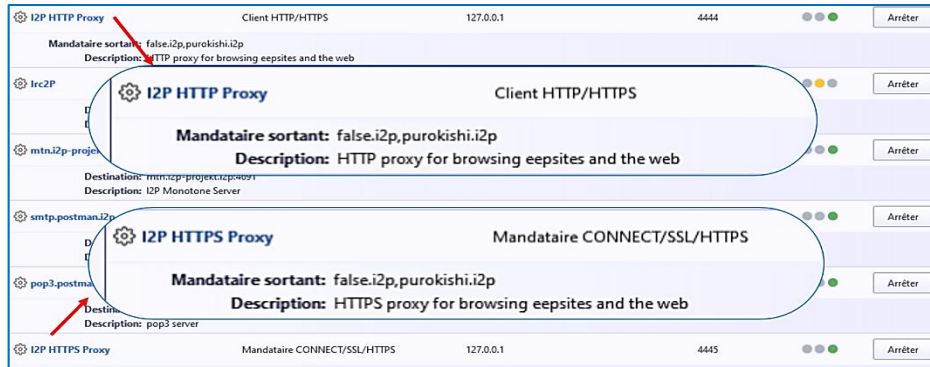 I2P HTTP Proxy Client HTTP/HTTPS 127.0.0.1 4444 Arrêter
Mandataire sortant: false.i2p,purokishi.i2p
Description: HTTP proxy for browsing eepsites and the web
Irc2P Arrêter
I2P HTTP Proxy Client HTTP/HTTPS
Mandataire sortant: false.i2p,purokishi.i2p
Description: HTTP proxy for browsing eepsites and the web
mtn.i2p-projek Arrêter
Destination: mtn.i2p-projekt.i2p:4691
Description: I2P Monotone Server
smtp.postman.i2p Arrêter
I2P HTTPS Proxy Mandataire CONNECT/SSL/HTTPS
Mandataire sortant: false.i2p,purokishi.i2p
Description: HTTPS proxy for browsing eepsites and the web
pop3.postma Arrêter
Destina
Description: pop3 server
I2P HTTPS Proxy Mandataire CONNECT/SSL/HTTPS 127.0.0.1 4445 Arrêter